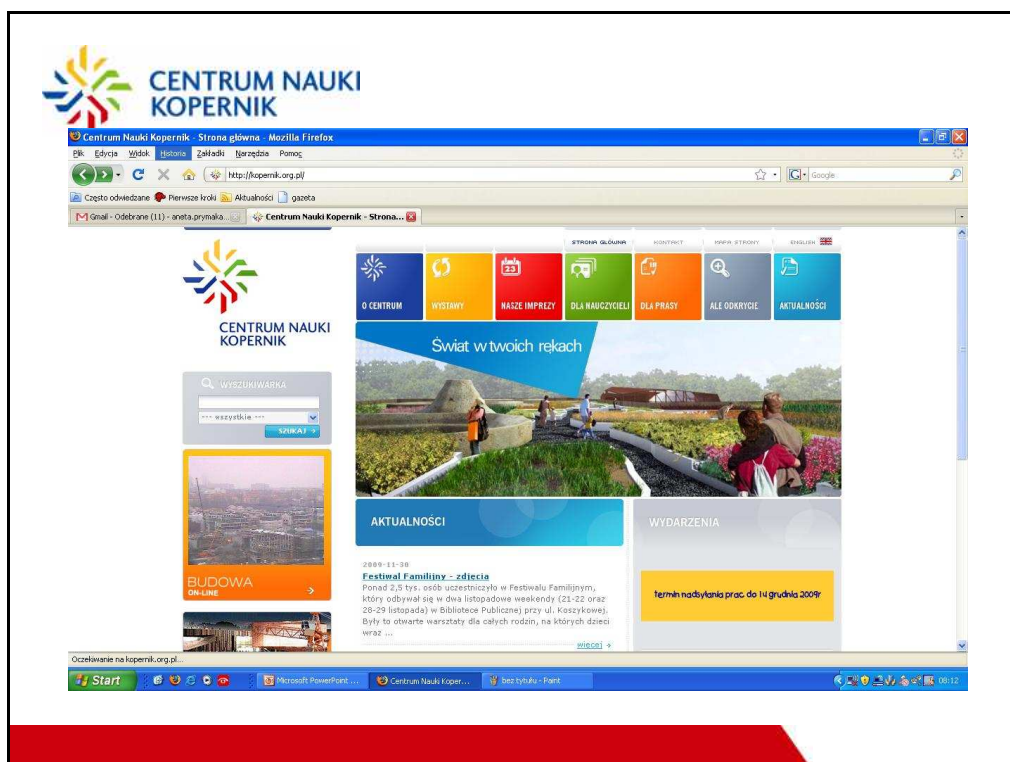 CENTRUM NAUKI
KOPERNIK
Centrum Nauki Kopernik - Strona główna - Mozilla Firefox
Plik Edycja Widok Historia Zakładki Narzędzia Pomoc
http://kopernik.org.pl/
Google
Często odwiedzane Pierwsze kroki Aktualności gazeta
Gmail - Odebrane (11) - aneta.prymaka... Centrum Nauki Kopernik - Strona...
STRONA GŁÓWNA KONTAKT MAPA STRONY ENGLISH
23
O CENTRUM WYSTAWY NASZE IMPREZY DLA NAUCZYCIELI DLA PRASY ALE ODKRYCIE AKTUALNOŚCI
CENTRUM NAUKI
KOPERNIK
Świat w twoich rękach
WYSZUKIWARKA
--- wszystkie ---
SZUKAJ
BUDOWA
ON-LINE
AKTUALNOŚCI
2009-11-30
Festiwal Familijny - zdjęcia
Ponad 2,5 tys. osób uczestniczyło w Festiwalu Familijnym,
który odbywał się w dwa listopadowe weekendy (21-22 oraz
28-29 listopada) w Bibliotece Publicznej przy ul. Koszykowej.
Były to otwarte warsztaty dla całych rodzin, na których dzieci
wraz ...
więcej
WYDARZENIA
termin nadsyłania prac do 14 grudnia 2009r
Oczekiwanie na kopernik.org.pl...
Start Microsoft PowerPoint ... Centrum Nauki Koper... bez tytułu - Paint 08:12